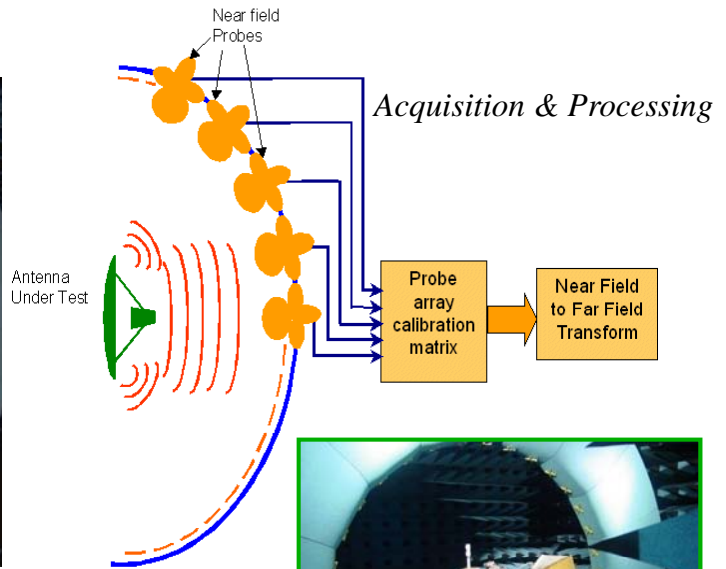 Near field
Probes
Acquisition & Processing
Antenna
Under Test
Probe
array
calibration
matrix
Near Field
to Far Field
Transform